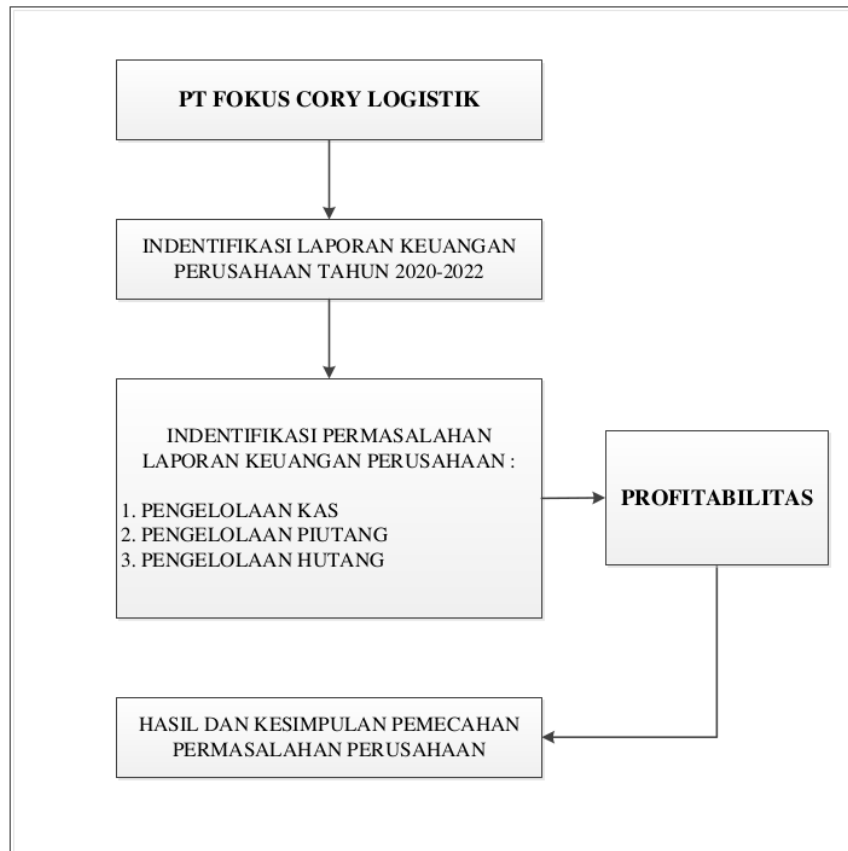 PT FOKUS CORY LOGISTIK
INDENTIFIKASI LAPORAN KEUANGAN
PERUSAHAAN TAHUN 2020-2022
INDENTIFIKASI PERMASALAHAN
LAPORAN KEUANGAN PERUSAHAAN :
1. PENGELOLAAN KAS
2. PENGELOLAAN PIUTANG
3. PENGELOLAAN HUTANG
PROFITABILITAS
HASIL DAN KESIMPULAN PEMECAHAN
PERMASALAHAN PERUSAHAAN